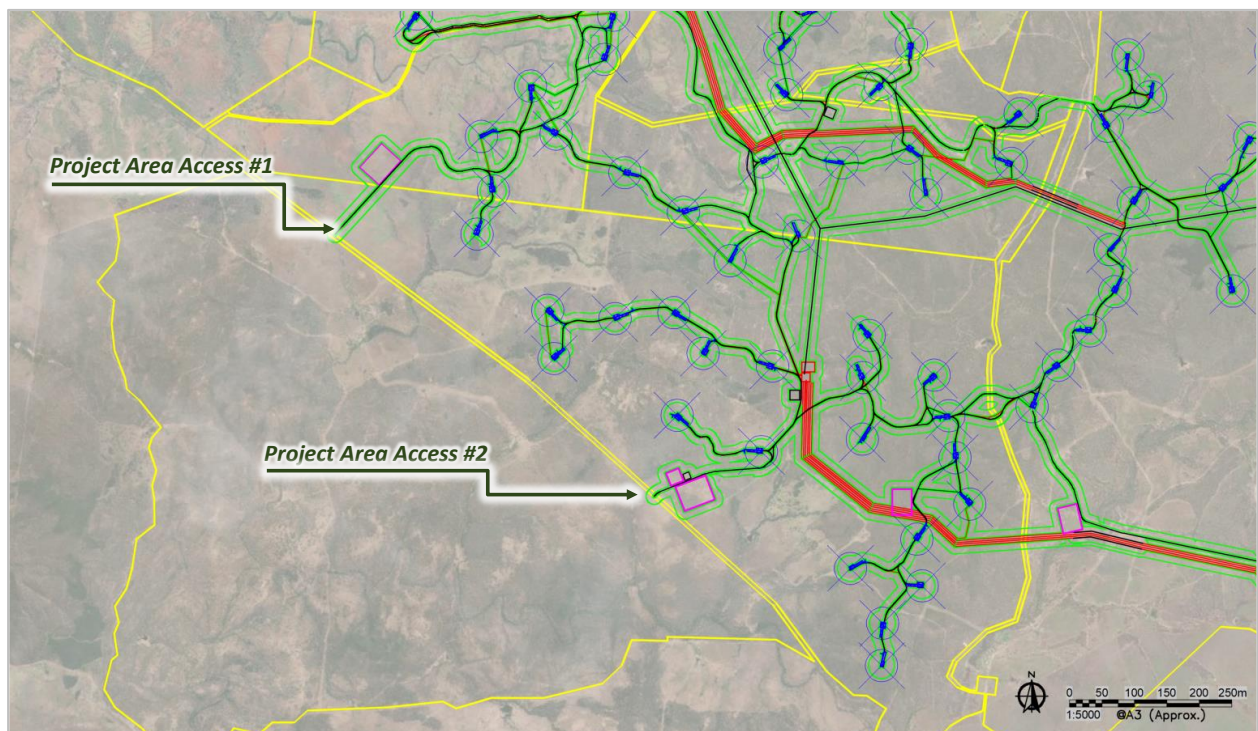 Project Area Access #1
Project Area Access #2
N
0 50 100 150 200 250m
1:5000 @A3 (Approx.)